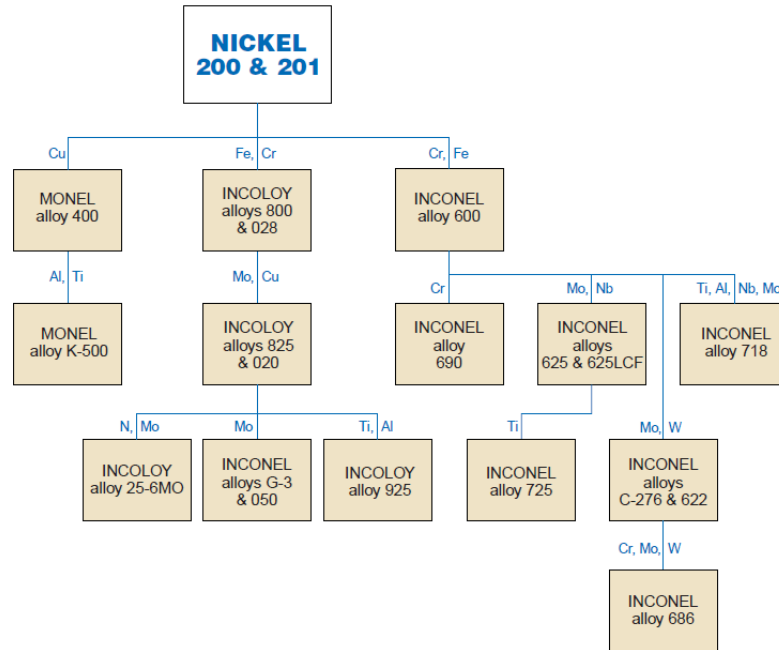 NICKEL
200 & 201
Cu
Fe, Cr
Cr, Fe
MONEL
alloy 400
INCOLOY
alloys 800
& 028
INCONEL
alloy 600
Al, Ti
Mo, Cu
Cr
Mo, Nb
Ti, Al, Nb, Mo
MONEL
alloy K-500
INCOLOY
alloys 825
& 020
INCONEL
alloy
690
INCONEL
alloys
625 & 625LCF
INCONEL
alloy 718
N, Mo
Mo
Ti, Al
Ti
Mo, W
INCOLOY
alloy 25-6MO
INCONEL
alloys G-3
& 050
INCOLOY
alloy 925
INCONEL
alloy 725
INCONEL
alloys
C-276 & 622
Cr, Mo, W
INCONEL
alloy 686